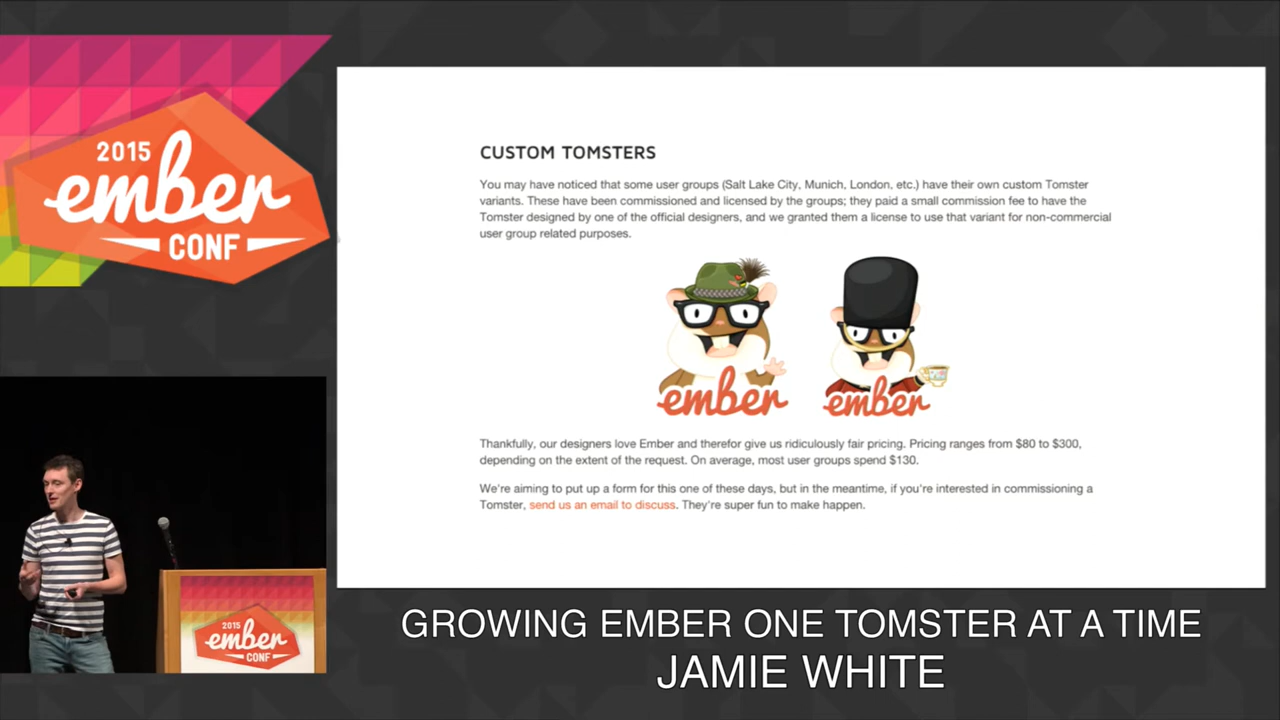 2015
ember
CONF
CUSTOM TOMSTERS
You may have noticed that some user groups (Salt Lake City, Munich, London, etc.) have their own custom Tomster
variants. These have been commissioned and licensed by the groups; they paid a small commission fee to have the
Tomster designed by one of the official designers, and we granted them a license to use that variant for non-commercial
user group related purposes.
ember
ember
Thankfully, our designers love Ember and therefor give us ridiculously fair pricing. Pricing ranges from $80 to $300,
depending on the extent of the request. On average, most user groups spend $130.
We're aiming to put up a form for this one of these days, but in the meantime, if you're interested in commissioning a
Tomster, send us an email to discuss. They're super fun to make happen.
2015
ember
CONF
GROWING EMBER ONE TOMSTER AT A TIME
JAMIE WHITE